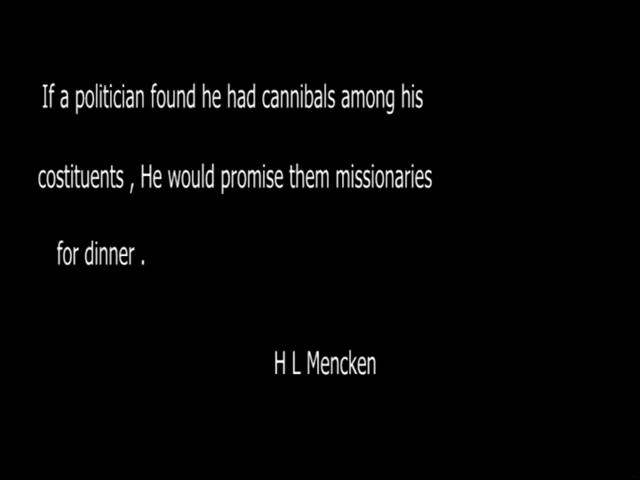 If a politician found he had cannibals among his
costituents , He would promise them missionaries
for dinner .
H L Mencken